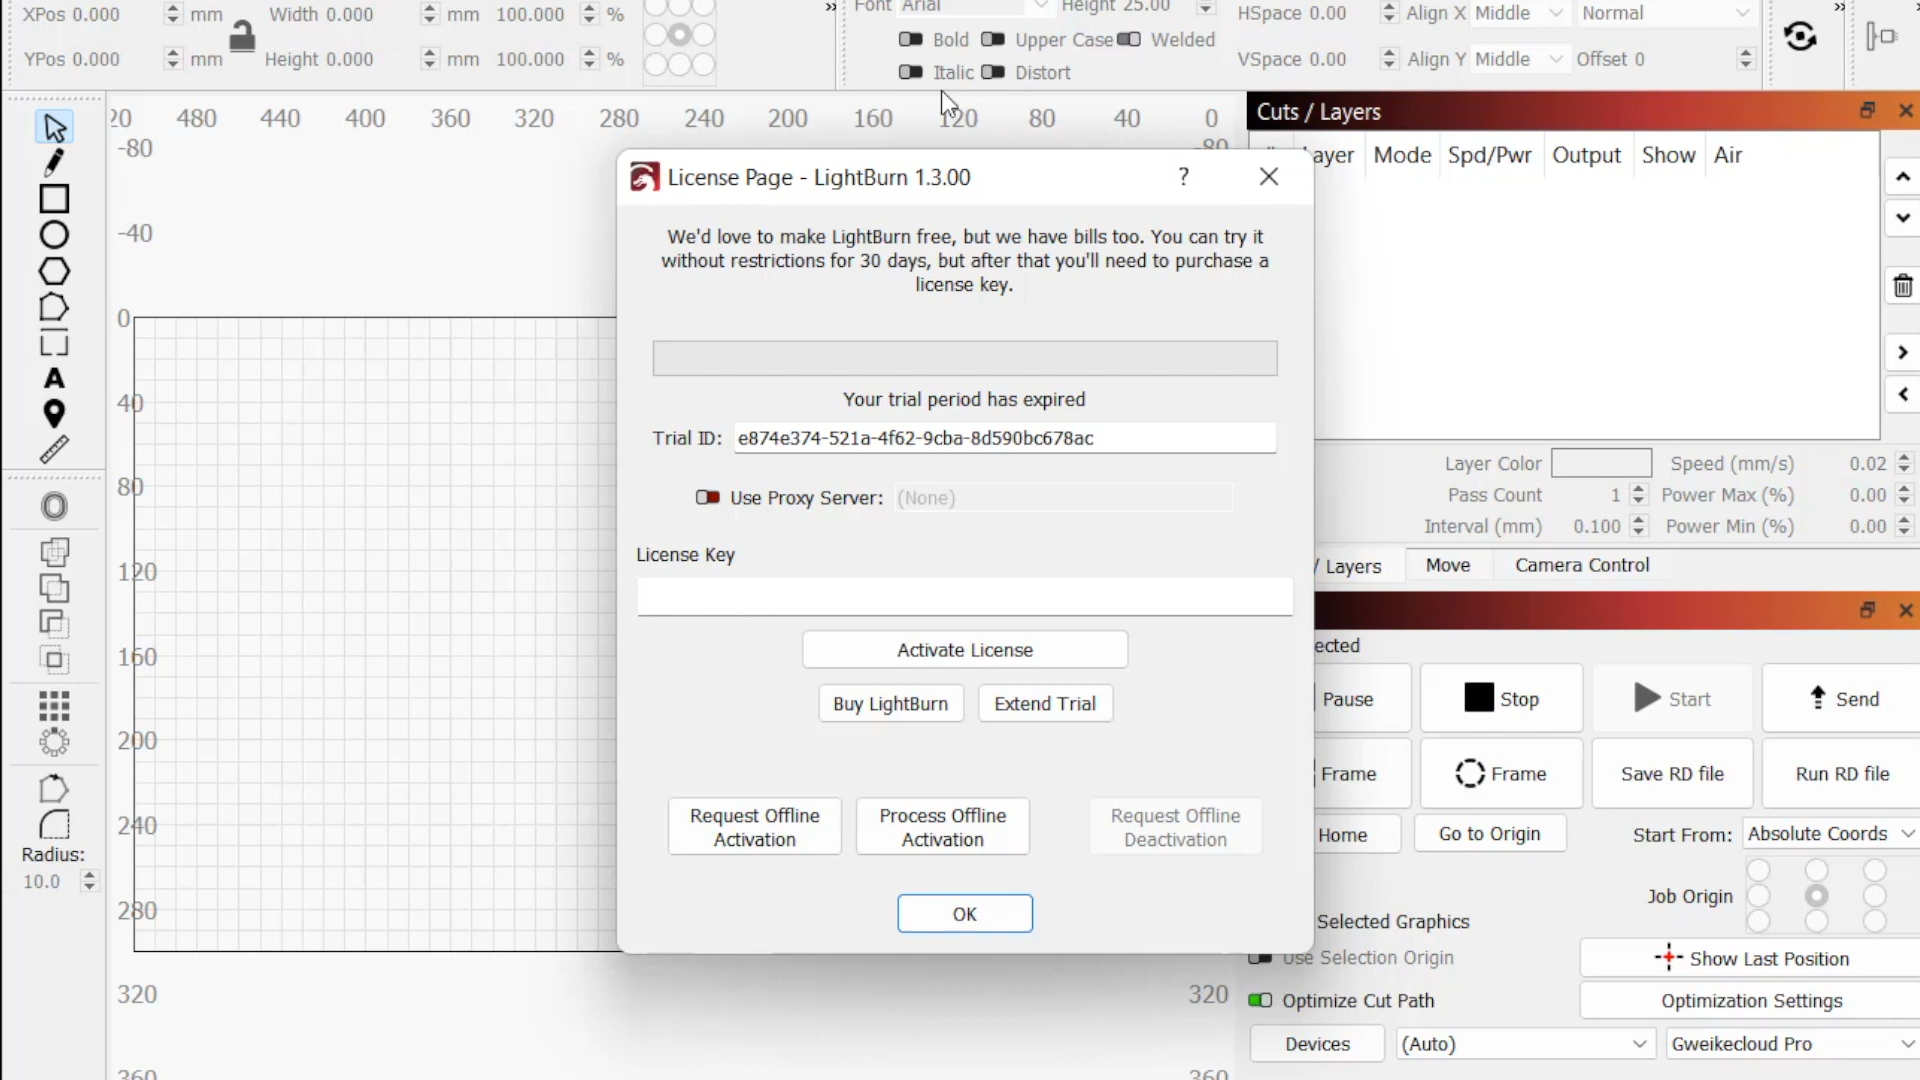 XPos 0.000 mm Width 0.000 mm 100.000 %
YPos 0.000 mm Height 0.000 mm 100.000 %
» Font Arial Height 25.00
Bold Upper Case Welded
Italic Distort
HSpace 0.00 Align X Middle Normal »
VSpace 0.00 Align Y Middle Offset 0
20 480 440 400 360 320 280 240 200 160 120 80 40 0
-80 -80
-40
0
40
80
120
160
200
240
280
320 320
360 360
Radius:
10.0
License Page - LightBurn 1.3.00 ?
We'd love to make LightBurn free, but we have bills too. You can try it
without restrictions for 30 days, but after that you'll need to purchase a
license key.
Your trial period has expired
Trial ID: e874e374-521a-4f62-9cba-8d590bc678ac
Use Proxy Server: (None)
License Key
Activate License
Buy LightBurn Extend Trial
Request Offline
Activation
Process Offline
Activation
Request Offline
Deactivation
OK
Cuts / Layers
ayer Mode Spd/Pwr Output Show Air
Layer Color Speed (mm/s) 0.02
Pass Count 1 Power Max (%) 0.00
Interval (mm) 0.100 Power Min (%) 0.00
/ Layers Move Camera Control
ected
Pause Stop Start Send
Frame Frame Save RD file Run RD file
Home Go to Origin Start From: Absolute Coords
Job Origin
Selected Graphics
Use Selection Origin Show Last Position
Optimize Cut Path Optimization Settings
Devices (Auto) Gweikecloud Pro